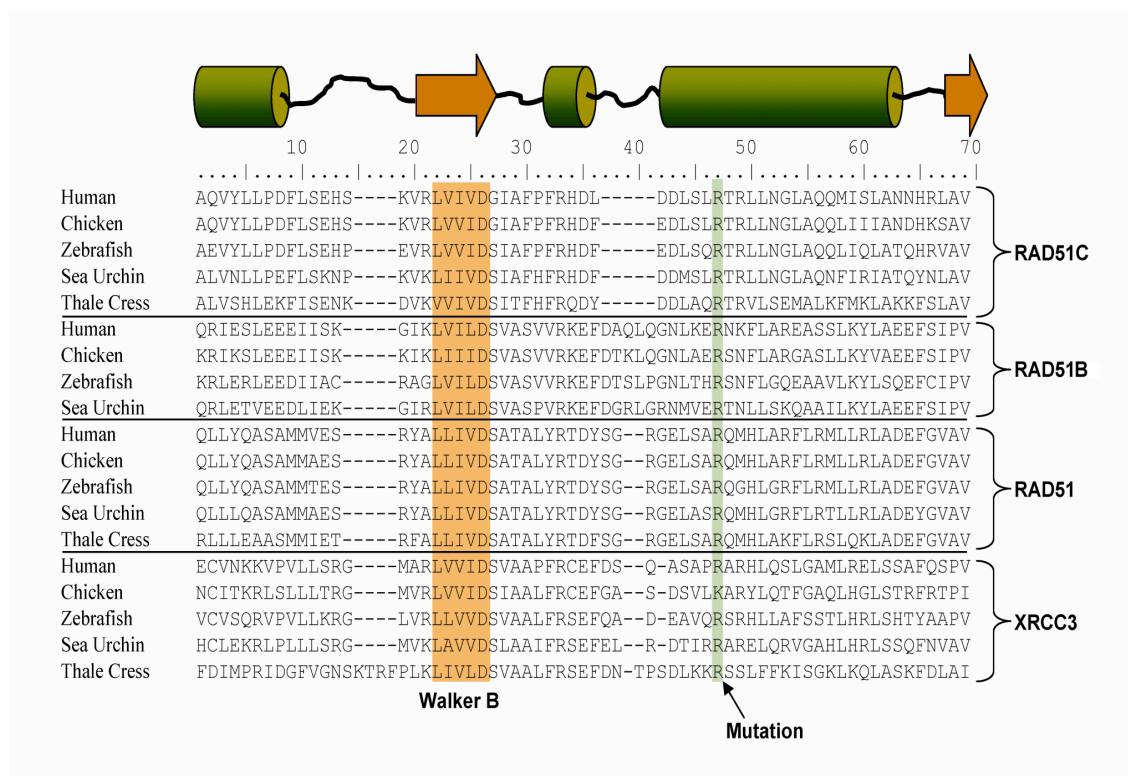 10 20 30 40 50 60 70
Human AQVYLLPDFLSEHS----KVRLVIVDGIAFPFRHDL-----DDLSLRTRLLNGLAQQMISLANNHRLAV
Chicken AQVYLLPDFLSEHS----KVRLVVIDGIAFPFRHDF-----EDLSLRTRLLNGLAQQLIIIANDHKSAV
Zebrafish AEVYLLPDFLSEHP----EVRLVVIDSIAFPFRHDF-----EDLSQRTRLLNGLAQQLIQLATQHRVAV
Sea Urchin ALVNLLPEFLSKNP----KVKLIIVDSIAFHFRHDF-----DDMSLRTRLLNGLAQNFIRIATQYNLAV
Thale Cress ALVSHLEKFISENK----DVKVVIVDSITFHFRQDY-----DDLAQRTRVLSEMALKFMKLAKKFSLAV
RAD51C
Human QRIESLEEEIISK-----GIKLVILDSVASVVRKEFDAQLQGNLKERNKFLAREASSLKYLAEEFSIPV
Chicken KRIKSLEEEIISK-----KIKLIIIDSVASVVRKEFDTKLQGNLAERSNFLARGASLLKYVAEEFSIPV
Zebrafish KRLERLEEDIIAC-----RAGLVILDSVASVVRKEFDTSLPGNLTHRSNFLGQEAAVLKYLSQEFCIPV
Sea Urchin QRLETVEEDLIEK-----GIRLVILDSVASPVRKEFDGRLGRNMVERTNLLSKQAAILKYLAEEFSIPV
RAD51B
Human QLLYQASAMMVES-----RYALLIVDSATALYRTDYSG--RGELSARQMHLARFLRMLLRLADEFGVAV
Chicken QLLYQASAMMAES-----RYALLIVDSATALYRTDYSG--RGELSARQMHLARFLRMLLRLADEFGVAV
Zebrafish QLLYQASAMMTES-----RYALLIVDSATALYRTDYSG--RGELSARQGHLGRFLRMLLRLADEFGVAV
Sea Urchin QLLLQASAMMAES-----RYALLIVDSATALYRTDYSG--RGELASRQMHLGRFLRTLLRLADEYGVAV
Thale Cress RLLLEAASMMIET-----RFALLIVDSATALYRTDFSG--RGELSARQMHLAKFLRSLQKLADEFGVAV
RAD51
Human ECVNKKVPVLLSRG----MARLVVIDSVAAPFRCEFDS--Q-ASAPRARHLQSLGAMLRELSSAFQSPV
Chicken NCITKRLSLLLTRG----MVRLVVIDSIAALFRCEFGA--S-DSVLKARYLQTFGAQLHGLSTRFRTPI
Zebrafish VCVSQRVPVLLKRG----LVRLLVVDSVAALFRSEFQA--D-EAVQRSRHLLAFSSTLHRLSHTYAAPV
Sea Urchin HCLEKRLPLLLSRG----MVKLAVVDSLAAIFRSEFEL--R-DTIRRARELQRVGAHLHRLSSQFNVAV
Thale Cress FDIMPRIDGFVGNSKTRFPLKLIVLDSVAALFRSEFDN-TPSDLKKRSSLFFKISGKLKQLASKFDLAI
XRCC3
Walker B
Mutation